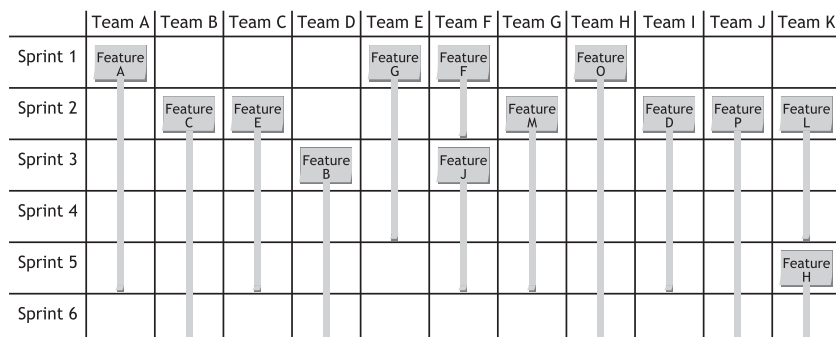 Team A Team B Team C Team D Team E Team F Team G Team H Team I Team J Team K
Sprint 1
Feature A
Feature G
Feature F
Feature O
Sprint 2
Feature C
Feature E
Feature M
Feature D
Feature P
Feature L
Sprint 3
Feature B
Feature J
Sprint 4
Sprint 5
Feature H
Sprint 6